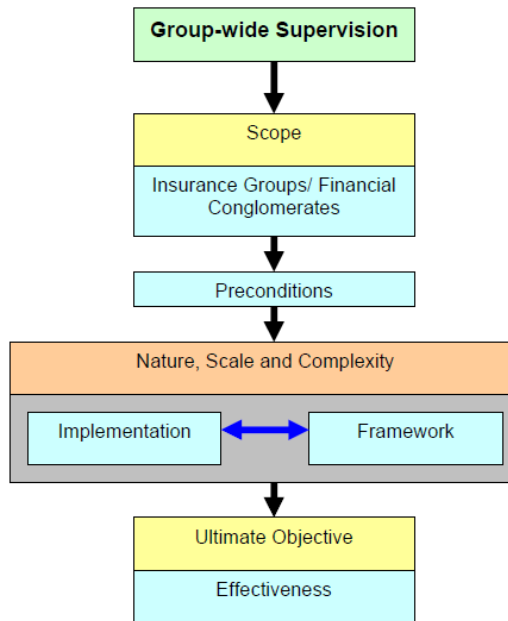 Group-wide Supervision
Scope
Insurance Groups/ Financial
Conglomerates
Preconditions
Nature, Scale and Complexity
Implementation
Framework
Ultimate Objective
Effectiveness